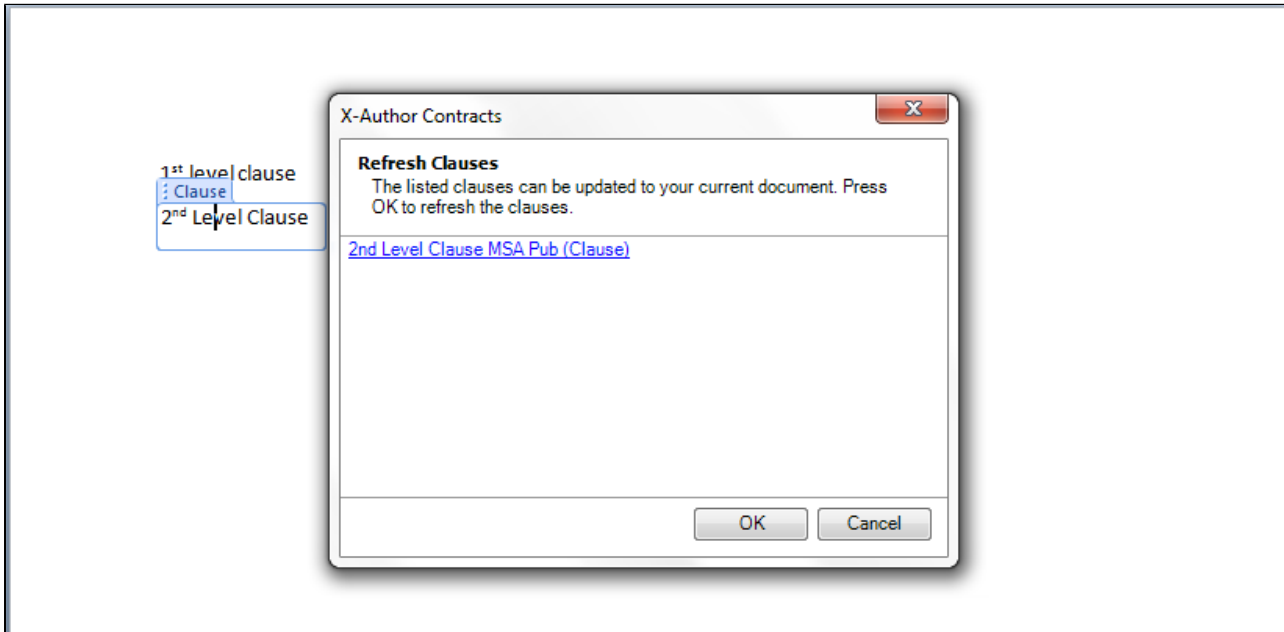 X-Author Contracts
Refresh Clauses
The listed clauses can be updated to your current document. Press
OK to refresh the clauses.
1st level clause
Clause
2nd Level Clause
2nd Level Clause MSA Pub (Clause)
OK
Cancel